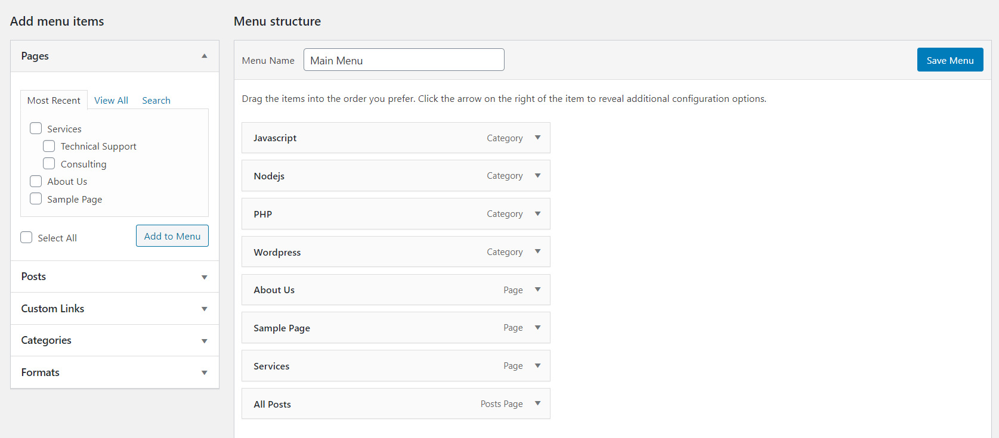 Add menu items
Pages
Most Recent View All Search
Services
Technical Support
Consulting
About Us
Sample Page
Select All Add to Menu
Posts
Custom Links
Categories
Formats
Menu structure
Menu Name Main Menu Save Menu
Drag the items into the order you prefer. Click the arrow on the right of the item to reveal additional configuration options.
Javascript Category
Nodejs Category
PHP Category
Wordpress Category
About Us Page
Sample Page Page
Services Page
All Posts Posts Page